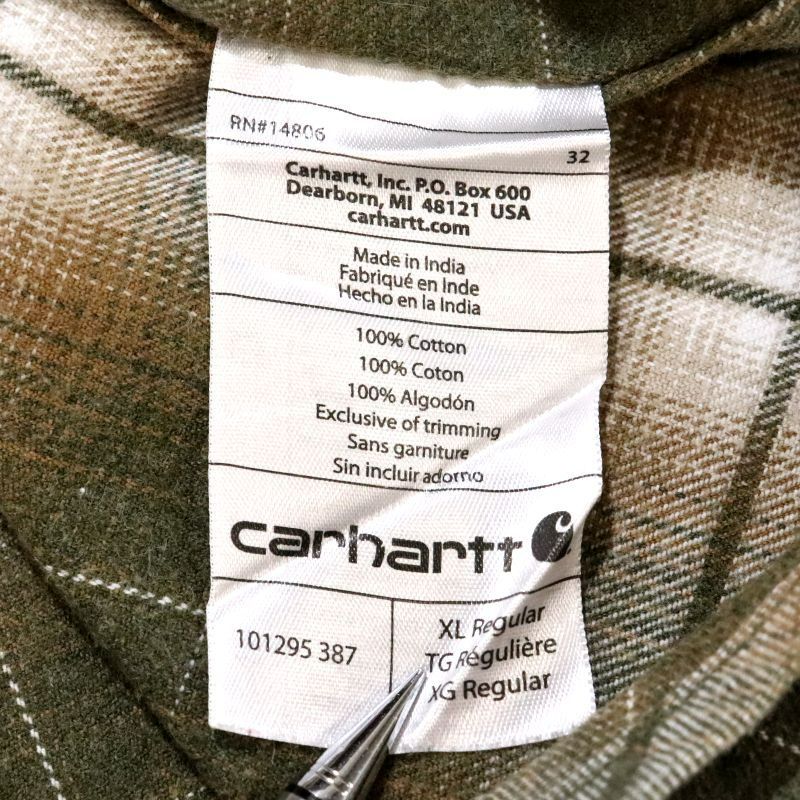 RN#14806
32
Carhartt, Inc. P.O. Box 600
Dearborn, MI 48121 USA
carhartt.com
Made in India
Fabriqué en Inde
Hecho en la India
100% Cotton
100% Coton
100% Algodón
Exclusive of trimming
Sans garniture
Sin incluir adorno
carhartt
101295 387
XL Regular
TG Régulière
XG Regular